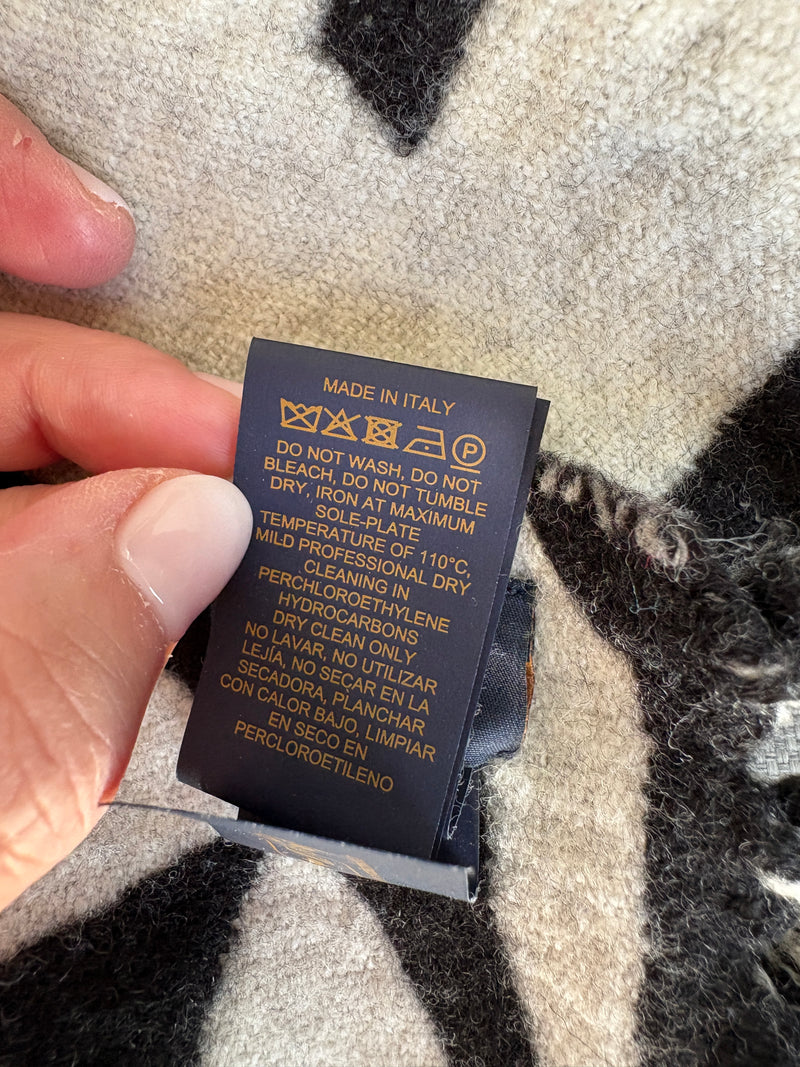 MADE IN ITALY
P
DO NOT WASH, DO NOT
BLEACH, DO NOT TUMBLE
DRY, IRON AT MAXIMUM
SOLE-PLATE
TEMPERATURE OF 110°C,
MILD PROFESSIONAL DRY
CLEANING IN
PERCHLOROETHYLENE
HYDROCARBONS
DRY CLEAN ONLY
NO LAVAR, NO UTILIZAR
LEJÍA, NO SECAR EN LA
SECADORA, PLANCHAR
CON CALOR BAJO, LIMPIAR
EN SECO EN
PERCLOROETILENO